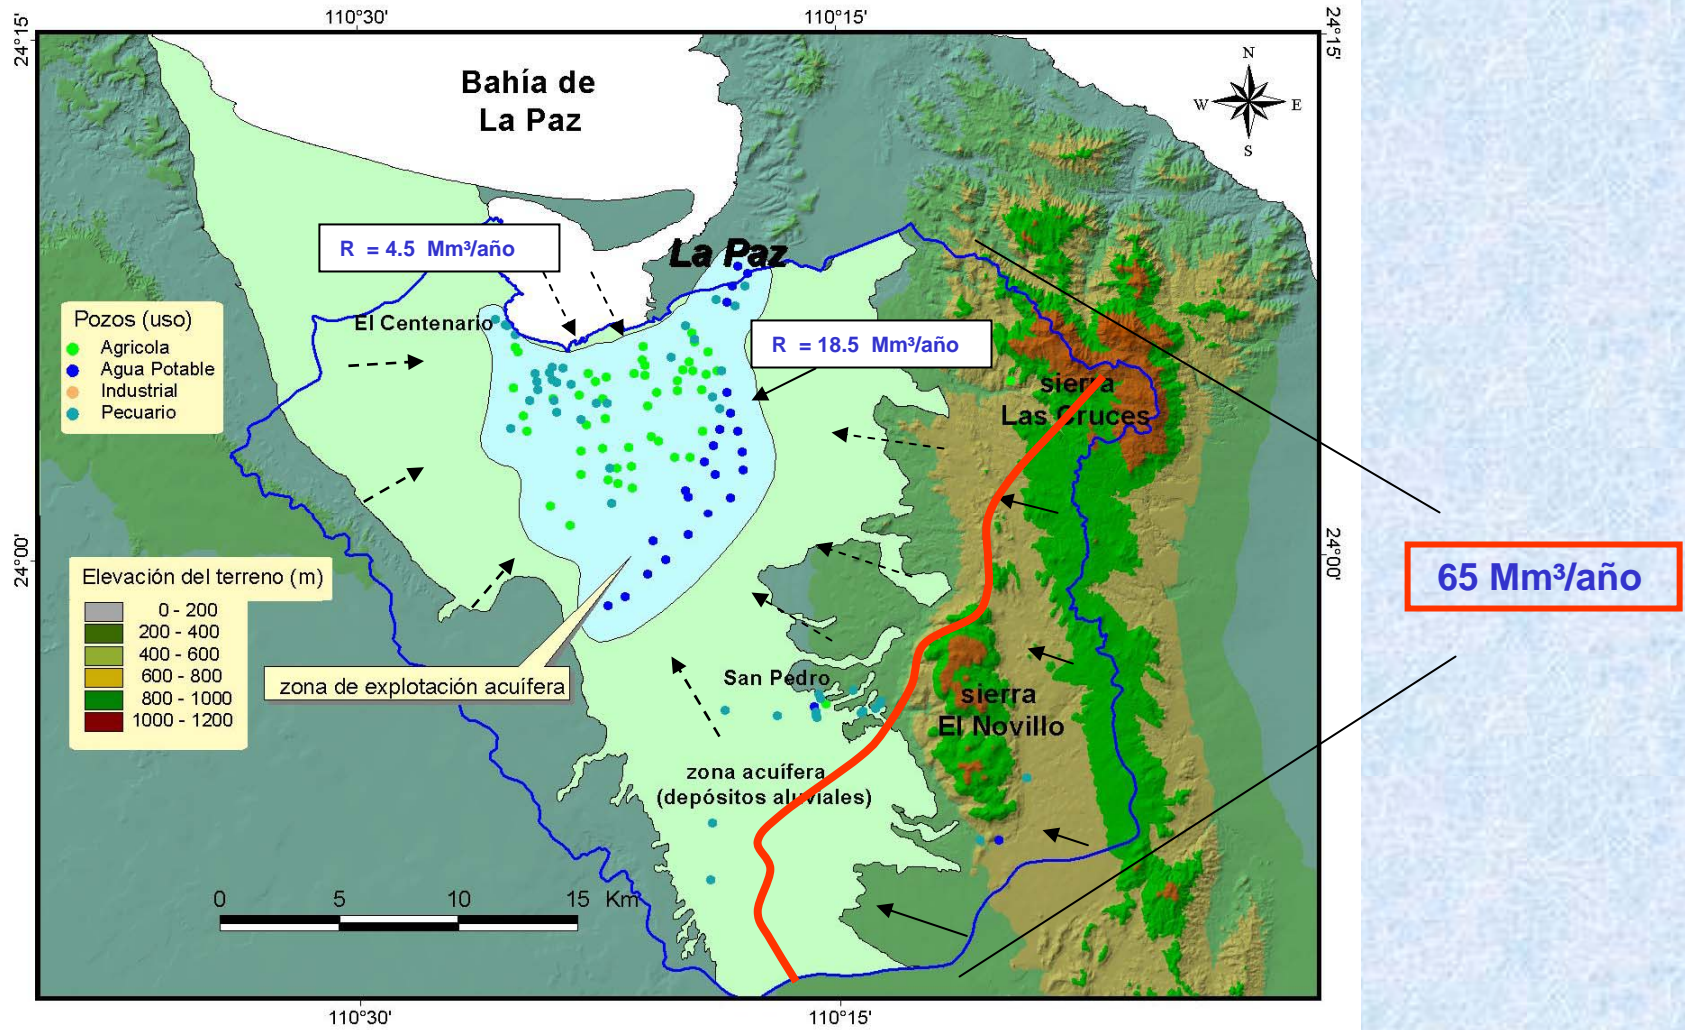 110°30'
110°15'
24°15'
24°15'
Bahía de
La Paz
N
W
E
S
R = 4.5 Mm³/año
La Paz
Pozos (uso)
Agricola
Agua Potable
Industrial
Pecuario
El Centenario
R = 18.5 Mm³/año
sierra
Las Cruces
24°00'
24°00'
65 Mm³/año
Elevación del terreno (m)
0 - 200
200 - 400
400 - 600
600 - 800
800 - 1000
1000 - 1200
zona de explotación acuífera
San Pedro
sierra
El Novillo
zona acuífera
(depósitos aluviales)
0 5 10 15 Km
110°30'
110°15'